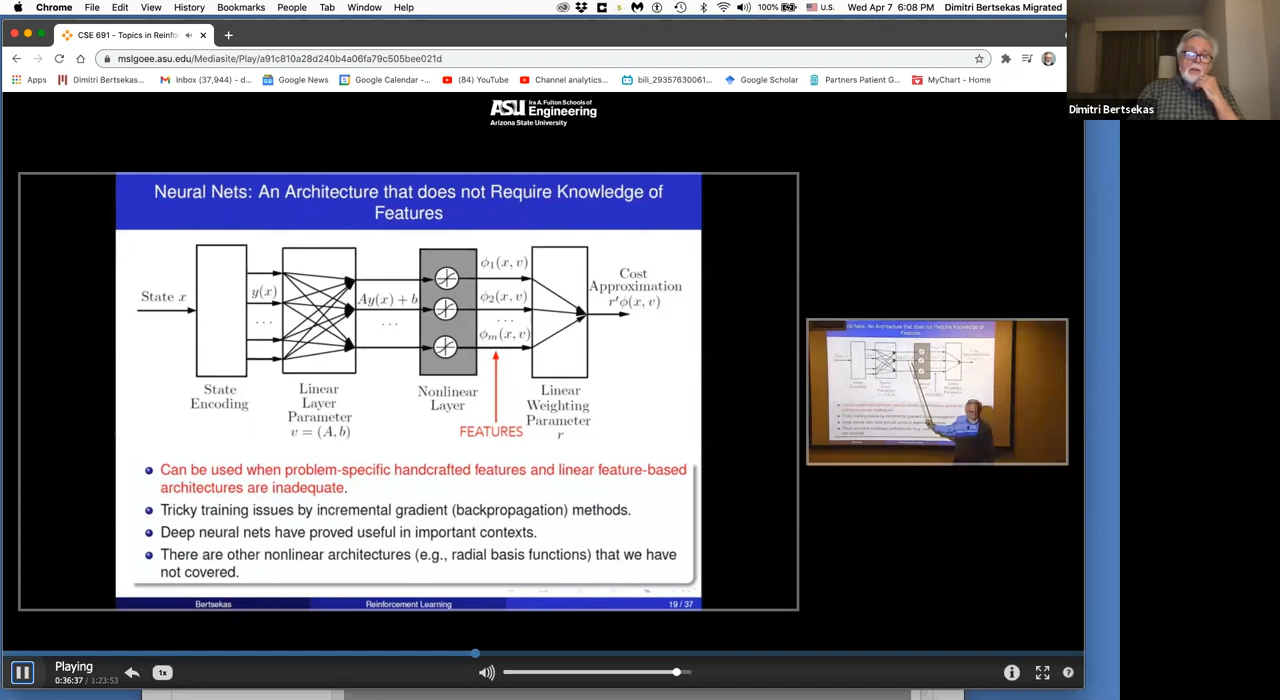 Chrome File Edit View History Bookmarks People Tab Window Help 100% U.S. Wed Apr 7 6:08 PM Dimitri Bertsekas Migrated
CSE 691 - Topics in Reinfo
mslgoee.asu.edu/Mediasite/Play/a91c810a28d240b4a06fa79c505bee021d
Apps Dimitri Bertsekas... Inbox (37,944) - d... Google News Google Calendar -... (84) YouTube Channel analytics... bili_29357630061... Google Scholar Partners Patient G... MyChart - Home
Dimitri Bertsekas
ASU Ira A. Fulton Schools of
Engineering
Arizona State University
Neural Nets: An Architecture that does not Require Knowledge of
Features
State x
y(x)
. . .
Ay(x) + b
. . .
ϕ1(x, v)
ϕ2(x, v)
. . .
ϕm(x, v)
Cost
Approximation
r′ϕ(x, v)
State
Encoding
Linear
Layer
Parameter
v = (A, b)
Nonlinear
Layer
FEATURES
Linear
Weighting
Parameter
r
Can be used when problem-specific handcrafted features and linear feature-based
architectures are inadequate.
Tricky training issues by incremental gradient (backpropagation) methods.
Deep neural nets have proved useful in important contexts.
There are other nonlinear architectures (e.g., radial basis functions) that we have
not covered.
Bertsekas Reinforcement Learning 19 / 37
Playing
0:36:37 / 1:23:53
1x